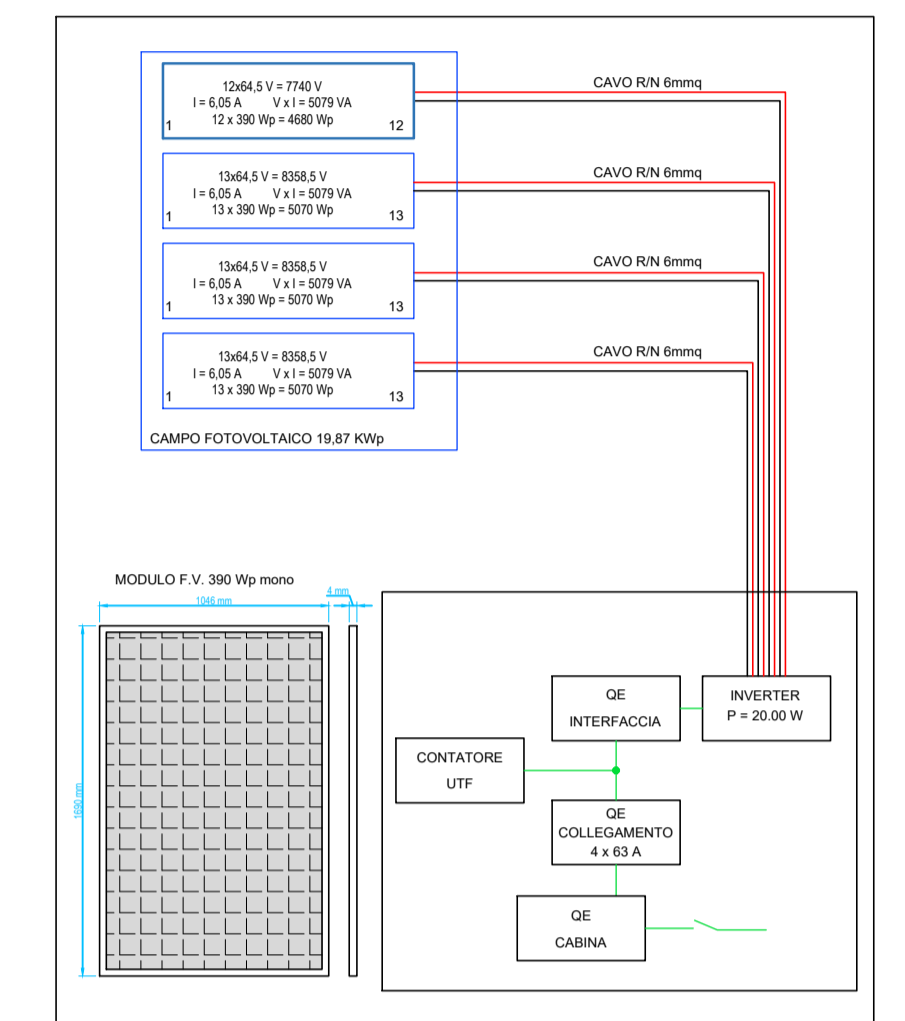 12x64,5 V = 7740 V
I = 6,05 A V x I = 5079 VA
12 x 390 Wp = 4680 Wp
1 12
CAVO R/N 6mmq
13x64,5 V = 8358,5 V
I = 6,05 A V x I = 5079 VA
13 x 390 Wp = 5070 Wp
1 13
CAVO R/N 6mmq
13x64,5 V = 8358,5 V
I = 6,05 A V x I = 5079 VA
13 x 390 Wp = 5070 Wp
1 13
CAVO R/N 6mmq
13x64,5 V = 8358,5 V
I = 6,05 A V x I = 5079 VA
13 x 390 Wp = 5070 Wp
1 13
CAVO R/N 6mmq
CAMPO FOTOVOLTAICO 19,87 KWp
MODULO F.V. 390 Wp mono
1046 mm
4 mm
1690 mm
QE
INTERFACCIA
INVERTER
P = 20.00 W
CONTATORE
UTF
QE
COLLEGAMENTO
4 x 63 A
QE
CABINA